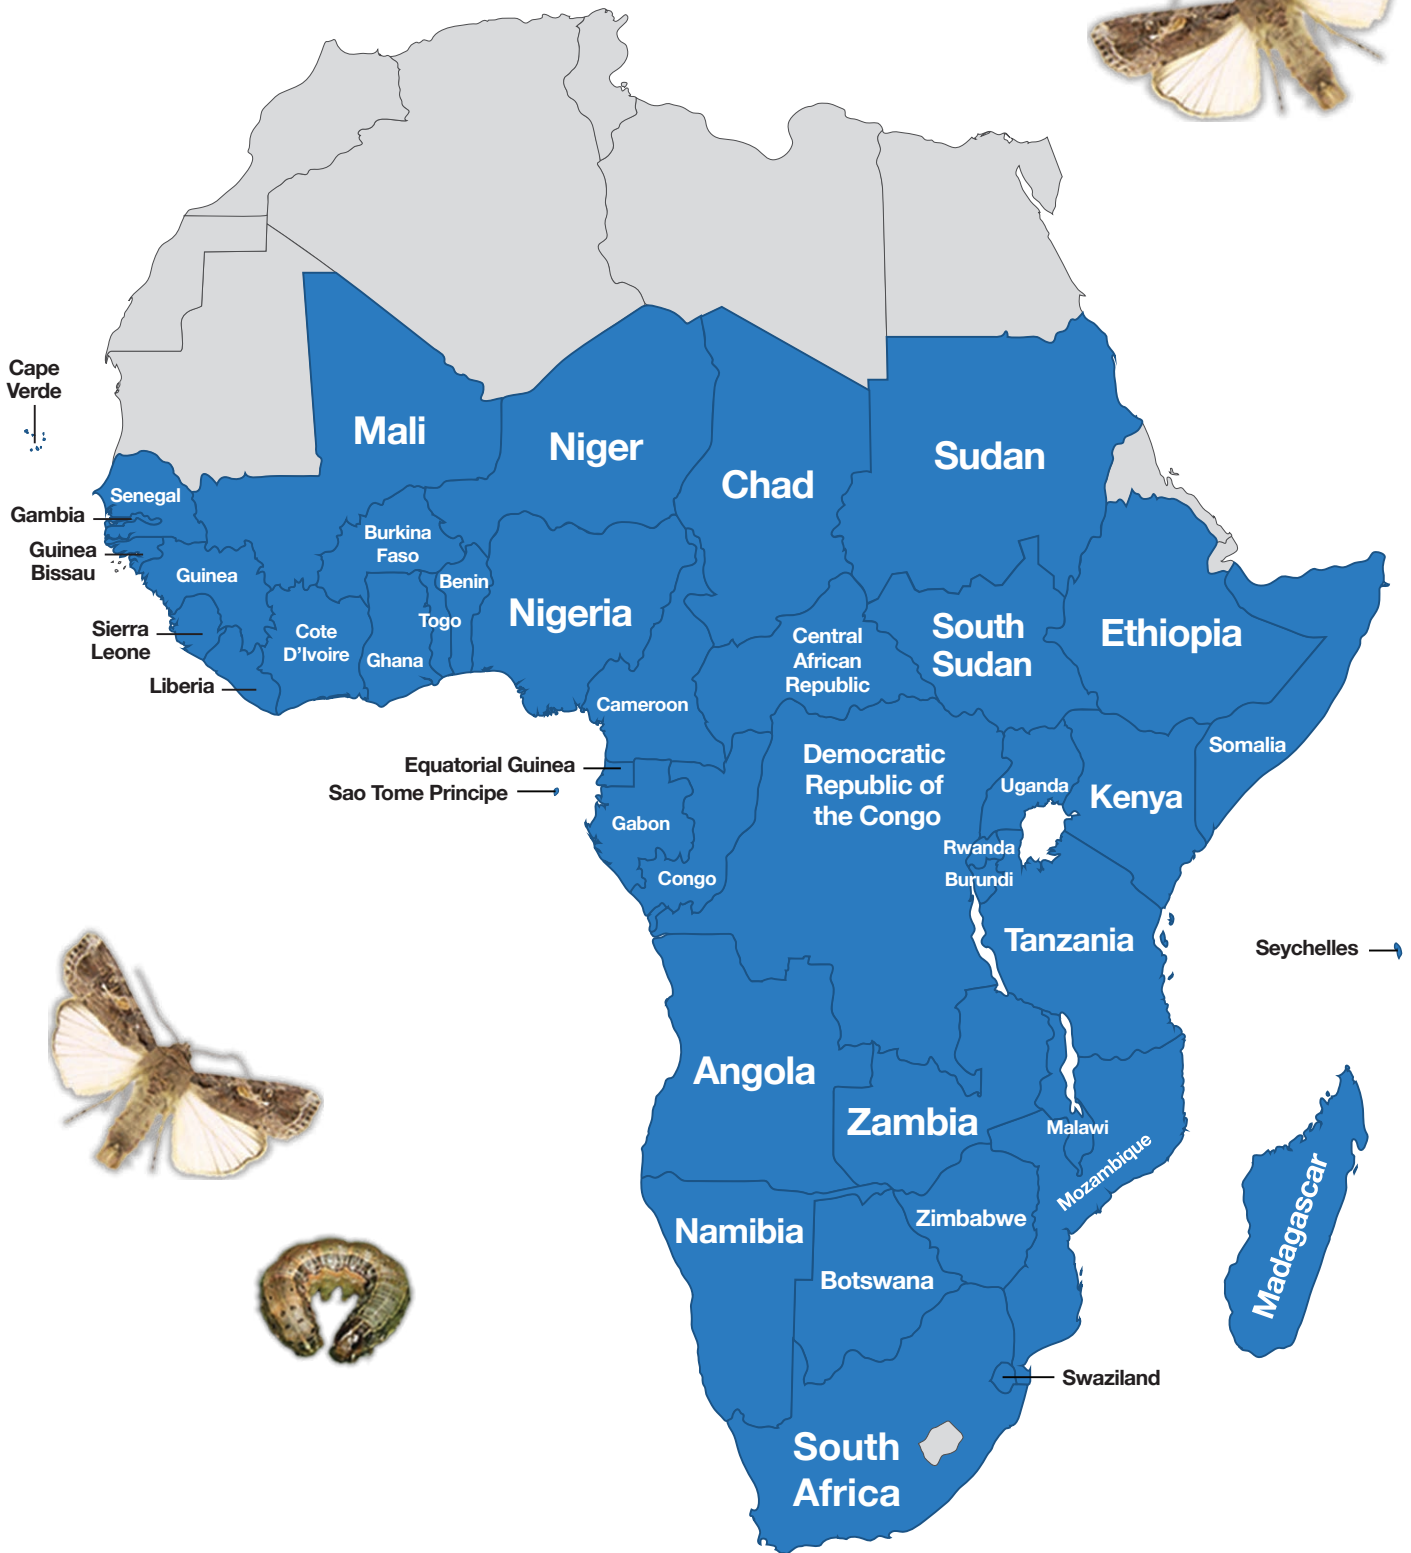 Cape
Verde
Mali
Niger
Chad
Sudan
Senegal
Gambia
Guinea
Bissau
Guinea
Burkina
Faso
Benin
Togo
Nigeria
Sierra
Leone
Cote
D'Ivoire
Ghana
Liberia
Central
African
Republic
South
Sudan
Ethiopia
Cameroon
Somalia
Equatorial Guinea
Sao Tome Principe
Democratic
Republic of
the Congo
Uganda
Kenya
Gabon
Congo
Rwanda
Burundi
Tanzania
Seychelles
Angola
Zambia
Malawi
Mozambique
Madagascar
Namibia
Zimbabwe
Botswana
Swaziland
South
Africa